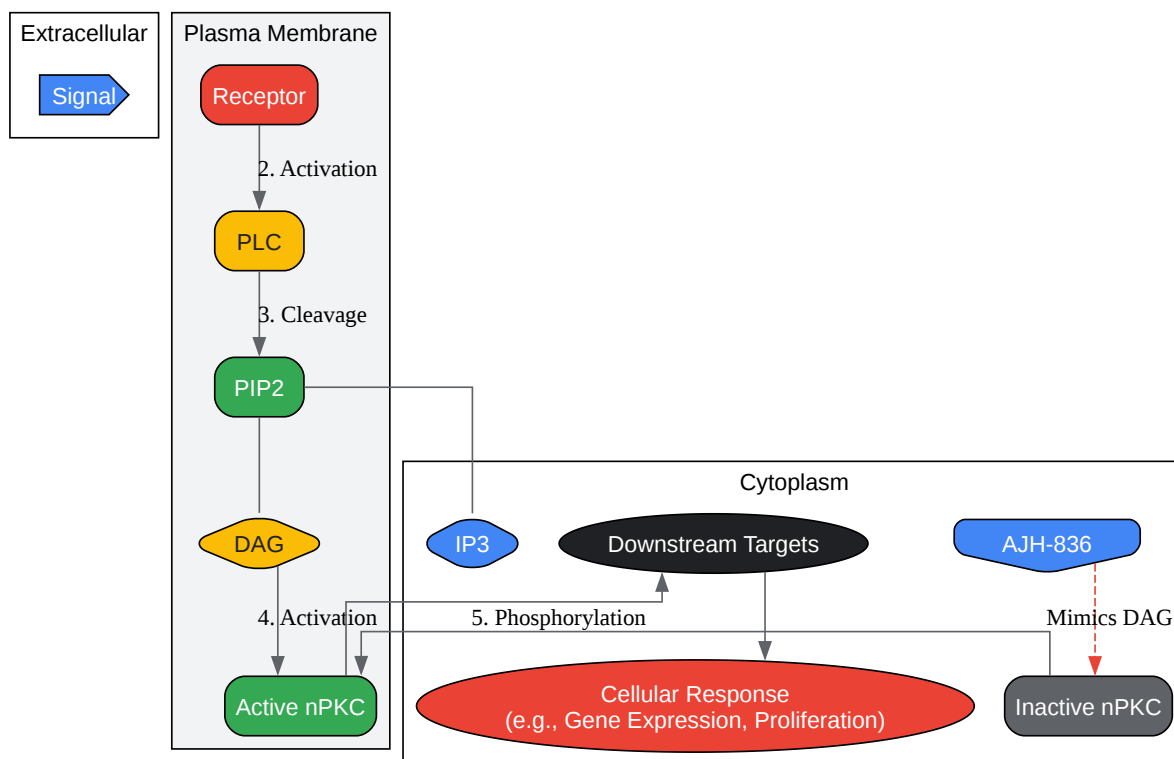 Extracellular
Signal
Plasma Membrane
Receptor
2. Activation
PLC
3. Cleavage
PIP2
DAG
4. Activation
Active nPKC
Cytoplasm
IP3
Downstream Targets
AJH-836
5. Phosphorylation
Mimics DAG
Cellular Response
(e.g., Gene Expression, Proliferation)
Inactive nPKC